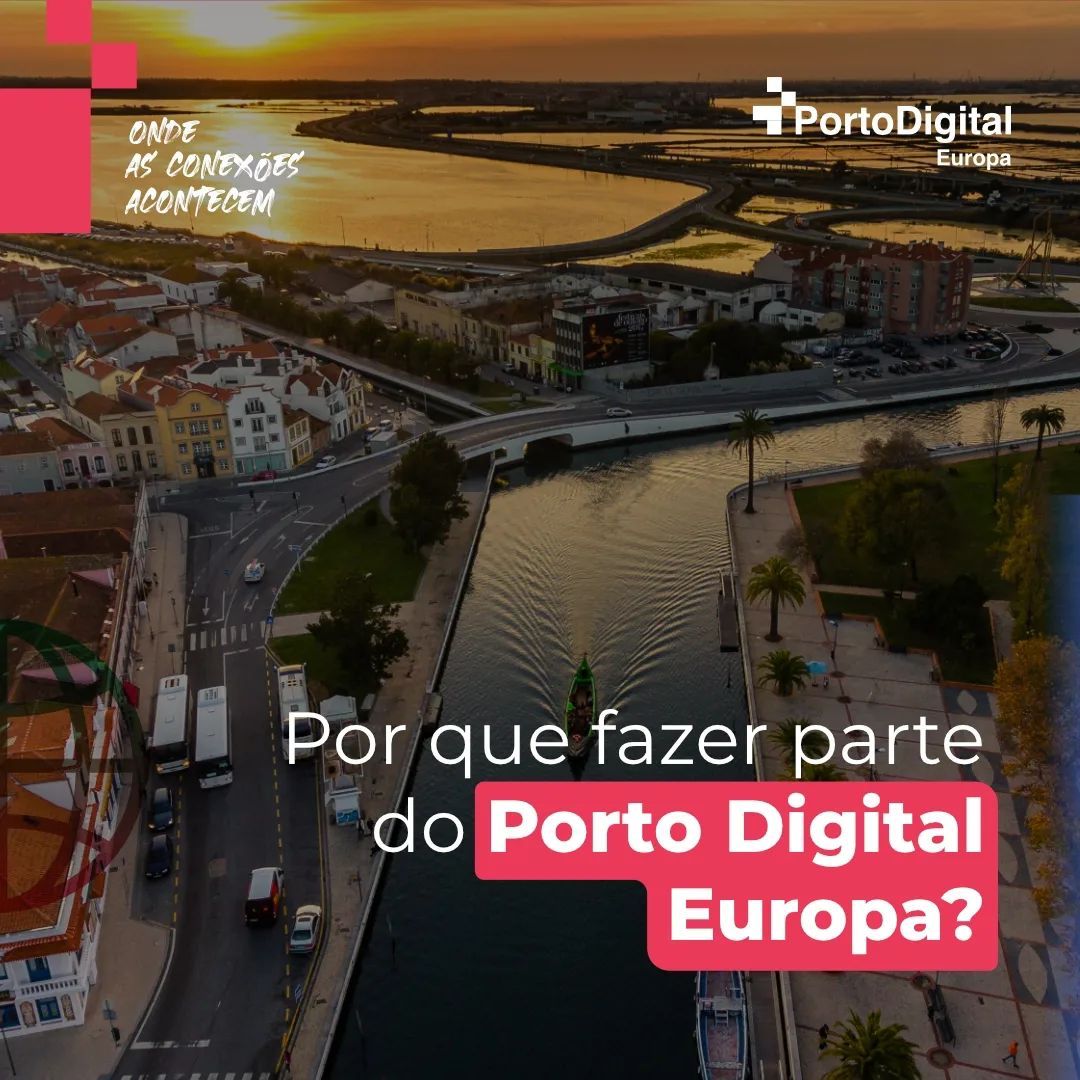 ONDE
AS CONEXÕES
ACONTECEM
PortoDigital
Europa
Por que fazer parte
do Porto Digital
Europa?